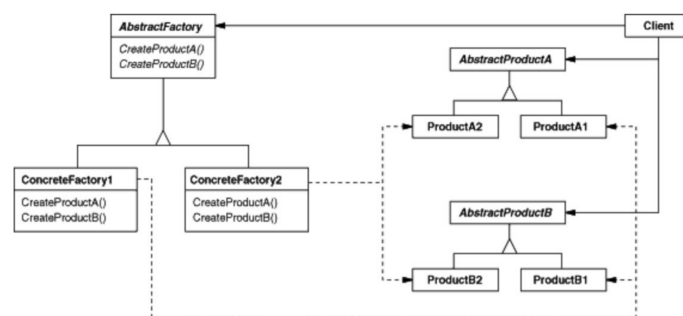 AbstractFactory
CreateProductA()
CreateProductB()
Client
AbstractProductA
ProductA2
ProductA1
ConcreteFactory1
CreateProductA()
CreateProductB()
ConcreteFactory2
CreateProductA()
CreateProductB()
AbstractProductB
ProductB2
ProductB1